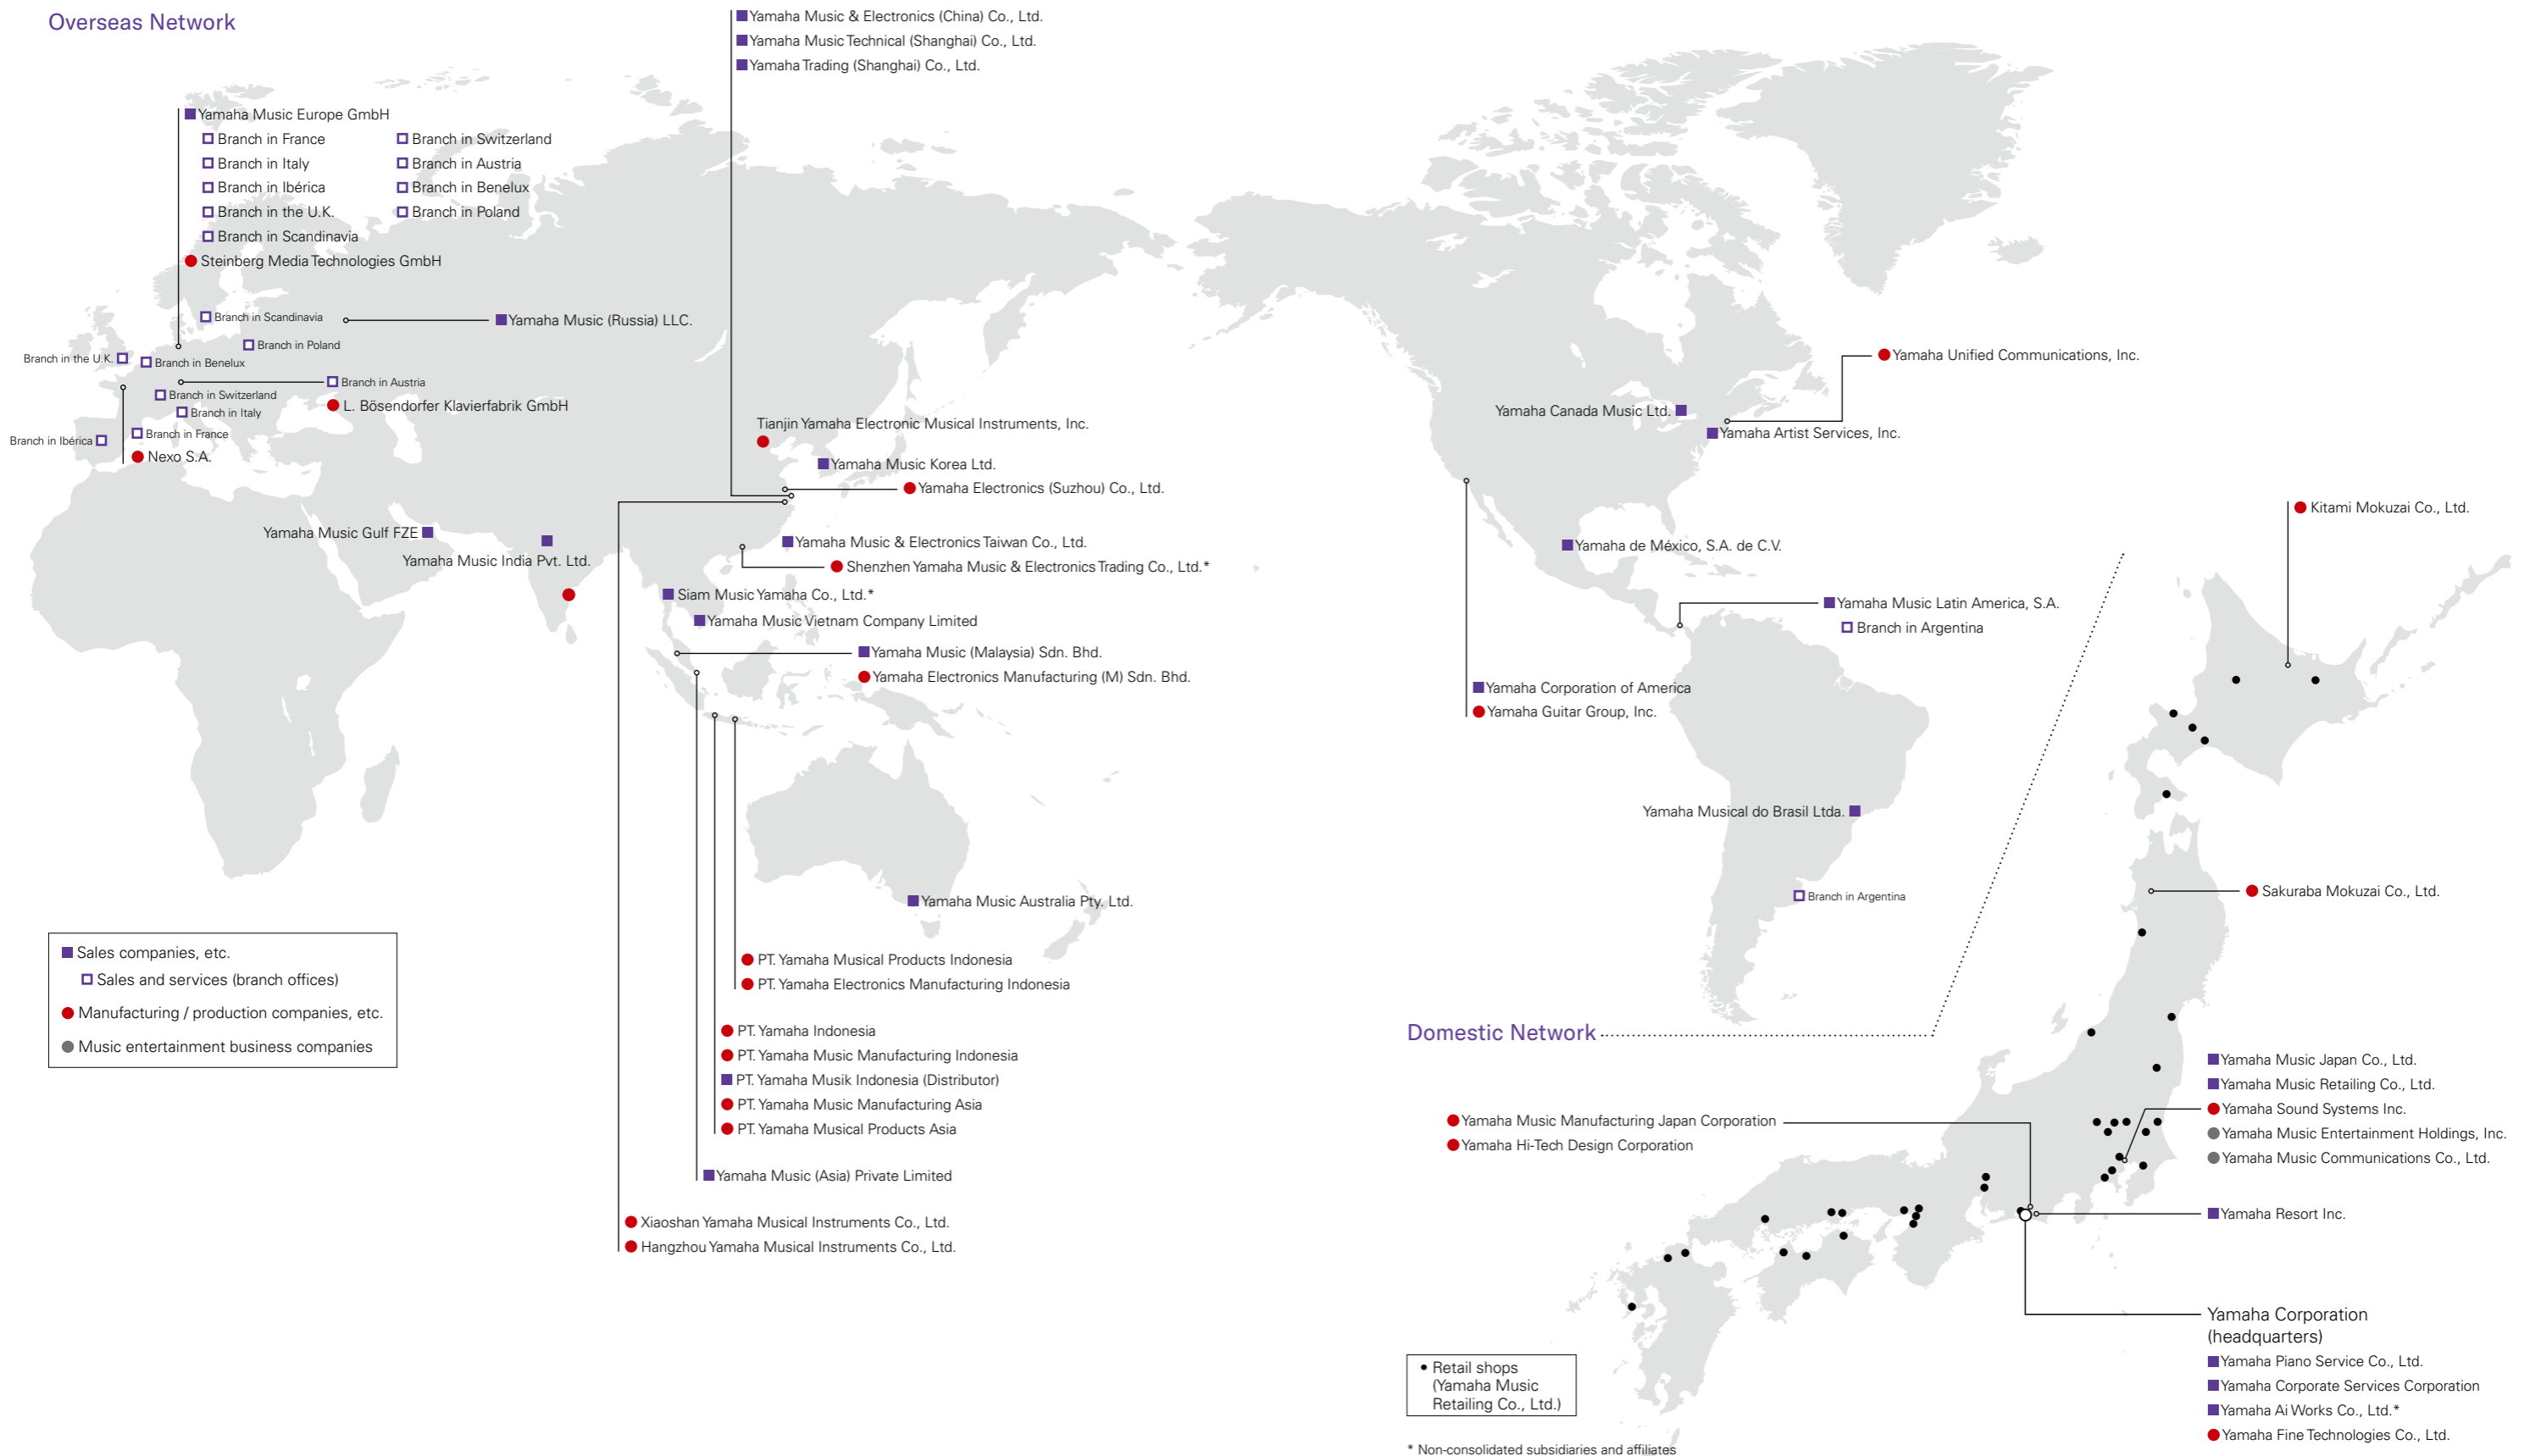 Overseas Network
Yamaha Music & Electronics (China) Co., Ltd.
Yamaha Music Technical (Shanghai) Co., Ltd.
Yamaha Trading (Shanghai) Co., Ltd.
Yamaha Music Europe GmbH
Branch in France
Branch in Switzerland
Branch in Italy
Branch in Austria
Branch in Ibérica
Branch in Benelux
Branch in the U.K.
Branch in Poland
Branch in Scandinavia
Steinberg Media Technologies GmbH
Branch in Scandinavia
Yamaha Music (Russia) LLC.
Branch in Poland
Branch in the U.K.
Branch in Benelux
Branch in Austria
Branch in Switzerland
L. Bösendorfer Klavierfabrik GmbH
Branch in Italy
Branch in France
Branch in Ibérica
Nexo S.A.
Tianjin Yamaha Electronic Musical Instruments, Inc.
Yamaha Music Korea Ltd.
Yamaha Electronics (Suzhou) Co., Ltd.
Yamaha Music Gulf FZE
Yamaha Music India Pvt. Ltd.
Yamaha Music & Electronics Taiwan Co., Ltd.
Shenzhen Yamaha Music & Electronics Trading Co., Ltd.*
Siam Music Yamaha Co., Ltd.*
Yamaha Music Vietnam Company Limited
Yamaha Music (Malaysia) Sdn. Bhd.
Yamaha Electronics Manufacturing (M) Sdn. Bhd.
Yamaha Music Australia Pty. Ltd.
PT. Yamaha Musical Products Indonesia
PT. Yamaha Electronics Manufacturing Indonesia
PT. Yamaha Indonesia
PT. Yamaha Music Manufacturing Indonesia
PT. Yamaha Musik Indonesia (Distributor)
PT. Yamaha Music Manufacturing Asia
PT. Yamaha Musical Products Asia
Yamaha Music (Asia) Private Limited
Xiaoshan Yamaha Musical Instruments Co., Ltd.
Hangzhou Yamaha Musical Instruments Co., Ltd.
Sales companies, etc.
Sales and services (branch offices)
Manufacturing / production companies, etc.
Music entertainment business companies
Yamaha Unified Communications, Inc.
Yamaha Canada Music Ltd.
Yamaha Artist Services, Inc.
Yamaha de México, S.A. de C.V.
Yamaha Music Latin America, S.A.
Branch in Argentina
Yamaha Corporation of America
Yamaha Guitar Group, Inc.
Yamaha Musical do Brasil Ltda.
Branch in Argentina
Domestic Network
Kitami Mokuzai Co., Ltd.
Sakuraba Mokuzai Co., Ltd.
Yamaha Music Japan Co., Ltd.
Yamaha Music Retailing Co., Ltd.
Yamaha Sound Systems Inc.
Yamaha Music Entertainment Holdings, Inc.
Yamaha Music Communications Co., Ltd.
Yamaha Music Manufacturing Japan Corporation
Yamaha Hi-Tech Design Corporation
Yamaha Resort Inc.
Yamaha Corporation
(headquarters)
Yamaha Piano Service Co., Ltd.
Yamaha Corporate Services Corporation
Yamaha Ai Works Co., Ltd.*
Yamaha Fine Technologies Co., Ltd.
Retail shops
(Yamaha Music
Retailing Co., Ltd.)
* Non-consolidated subsidiaries and affiliates